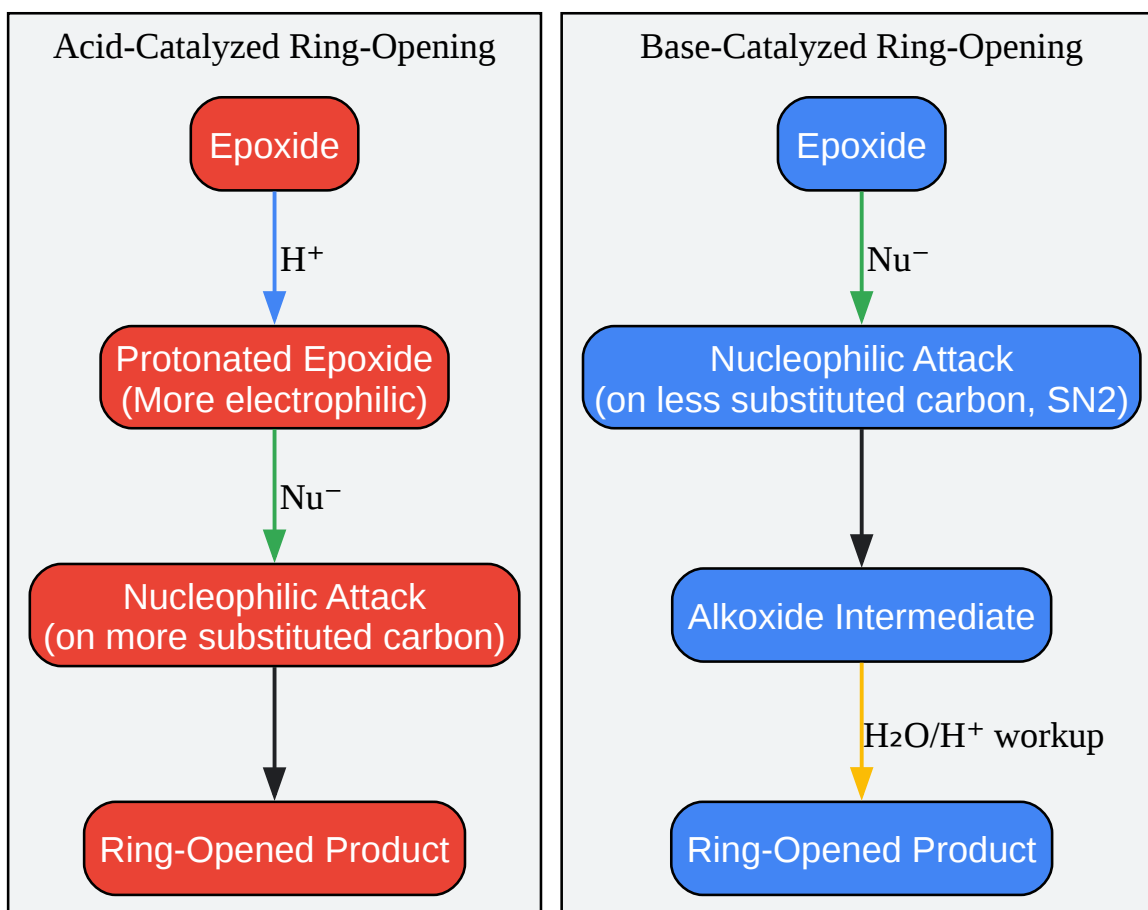 Acid-Catalyzed Ring-Opening
Epoxide
H⁺
Protonated Epoxide
(More electrophilic)
Nu⁻
Nucleophilic Attack
(on more substituted carbon)
Ring-Opened Product
Base-Catalyzed Ring-Opening
Epoxide
Nu⁻
Nucleophilic Attack
(on less substituted carbon, SN2)
Alkoxide Intermediate
H₂O/H⁺ workup
Ring-Opened Product